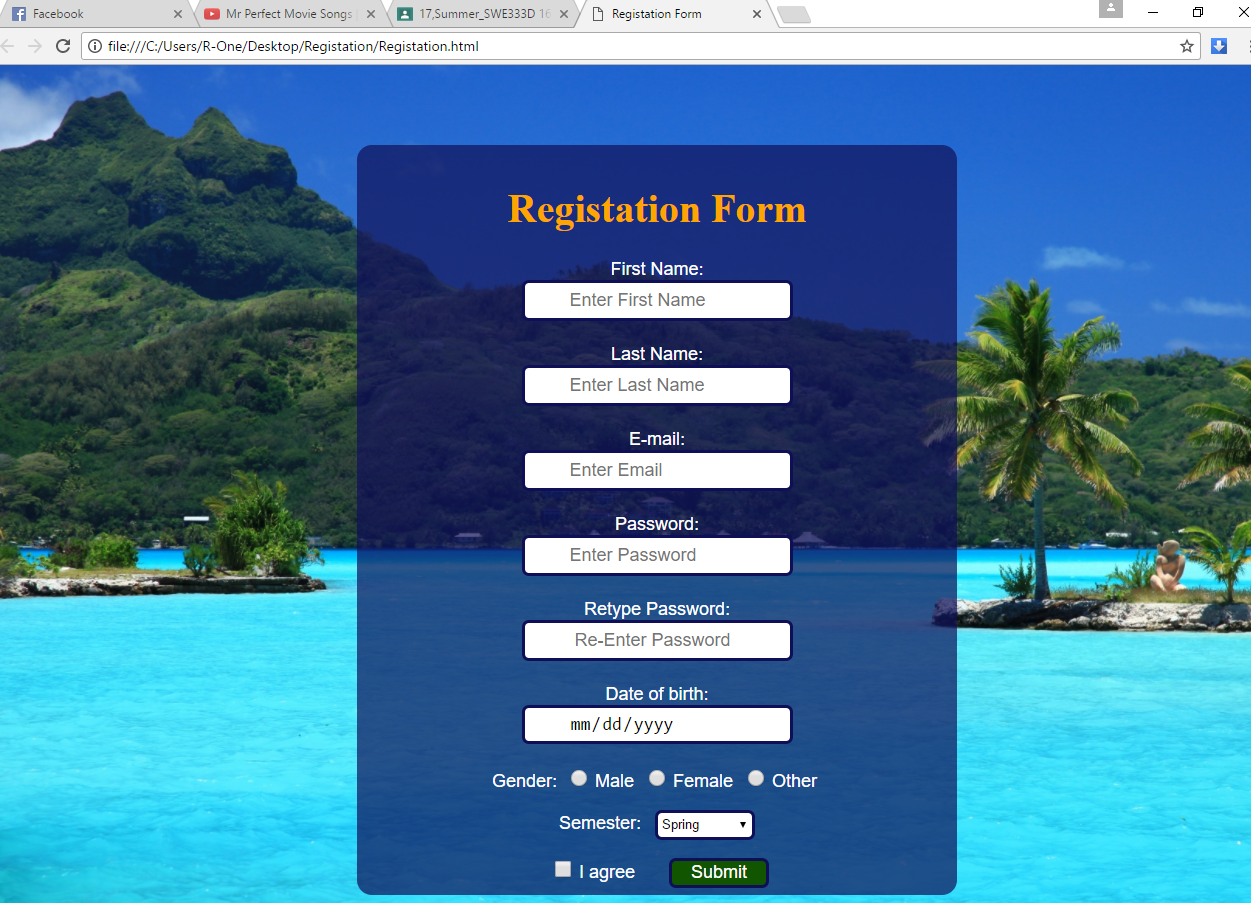 Facebook
Mr Perfect Movie Songs
17,Summer_SWE333D 16
Registation Form
file:///C:/Users/R-One/Desktop/Registation/Registation.html
Registation Form
First Name:
Enter First Name
Last Name:
Enter Last Name
E-mail:
Enter Email
Password:
Enter Password
Retype Password:
Re-Enter Password
Date of birth:
mm/dd/yyyy
Gender: Male Female Other
Semester: Spring
I agree Submit